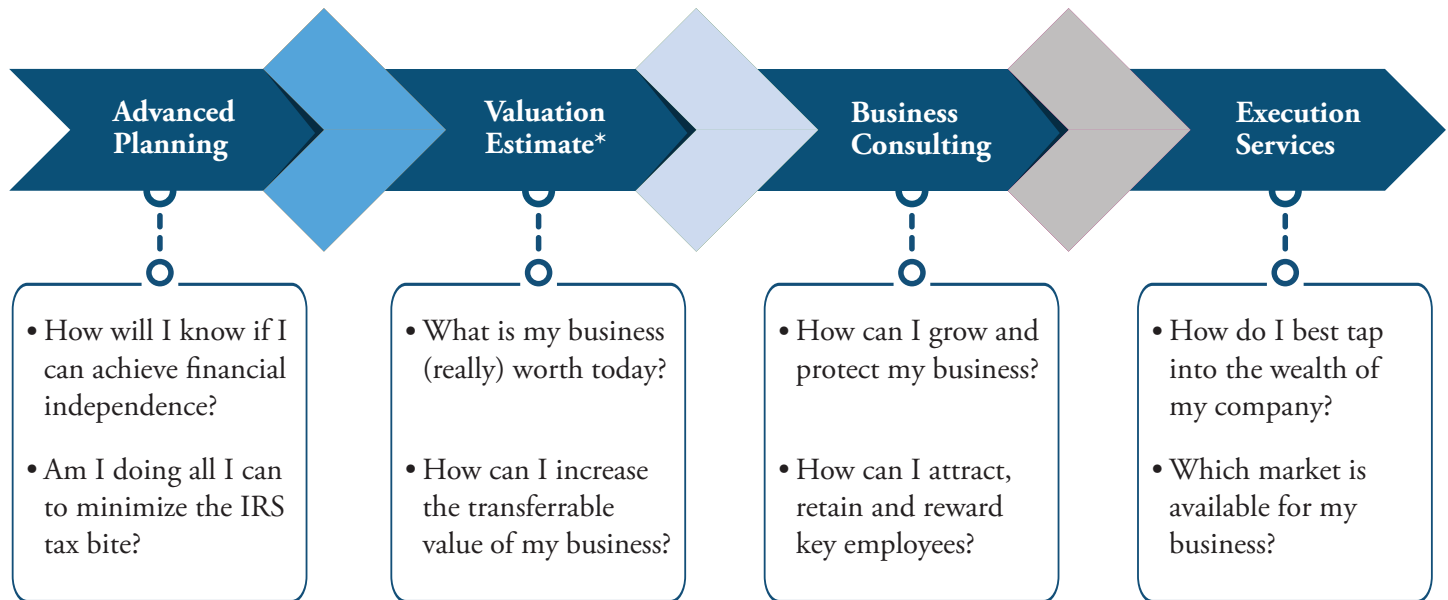 Advanced
Planning
Valuation
Estimate*
Business
Consulting
Execution
Services
• How will I know if I
can achieve financial
independence?
• Am I doing all I can
to minimize the IRS
tax bite?
• What is my business
(really) worth today?
• How can I increase
the transferrable
value of my business?
• How can I grow and
protect my business?
• How can I attract,
retain and reward
key employees?
• How do I best tap
into the wealth of
my company?
• Which market is
available for my
business?